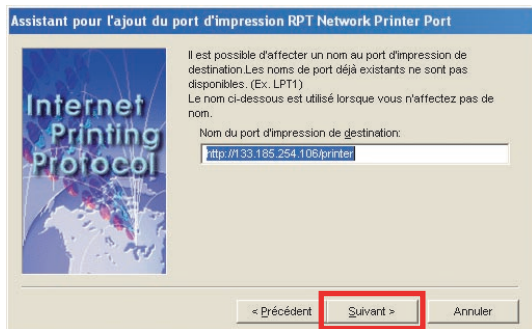 Assistant pour l'ajout du port d'impression RPT Network Printer Port
Internet
Printing
Protocol
Il est possible d'affecter un nom au port d'impression de
destination.Les noms de port déjà existants ne sont pas
disponibles. (Ex. LPT1)
Le nom ci-dessous est utilisé lorsque vous n'affectez pas de
nom.
Nom du port d'impression de destination:
http://133.185.254.106/printer
< Précédent
Suivant >
Annuler